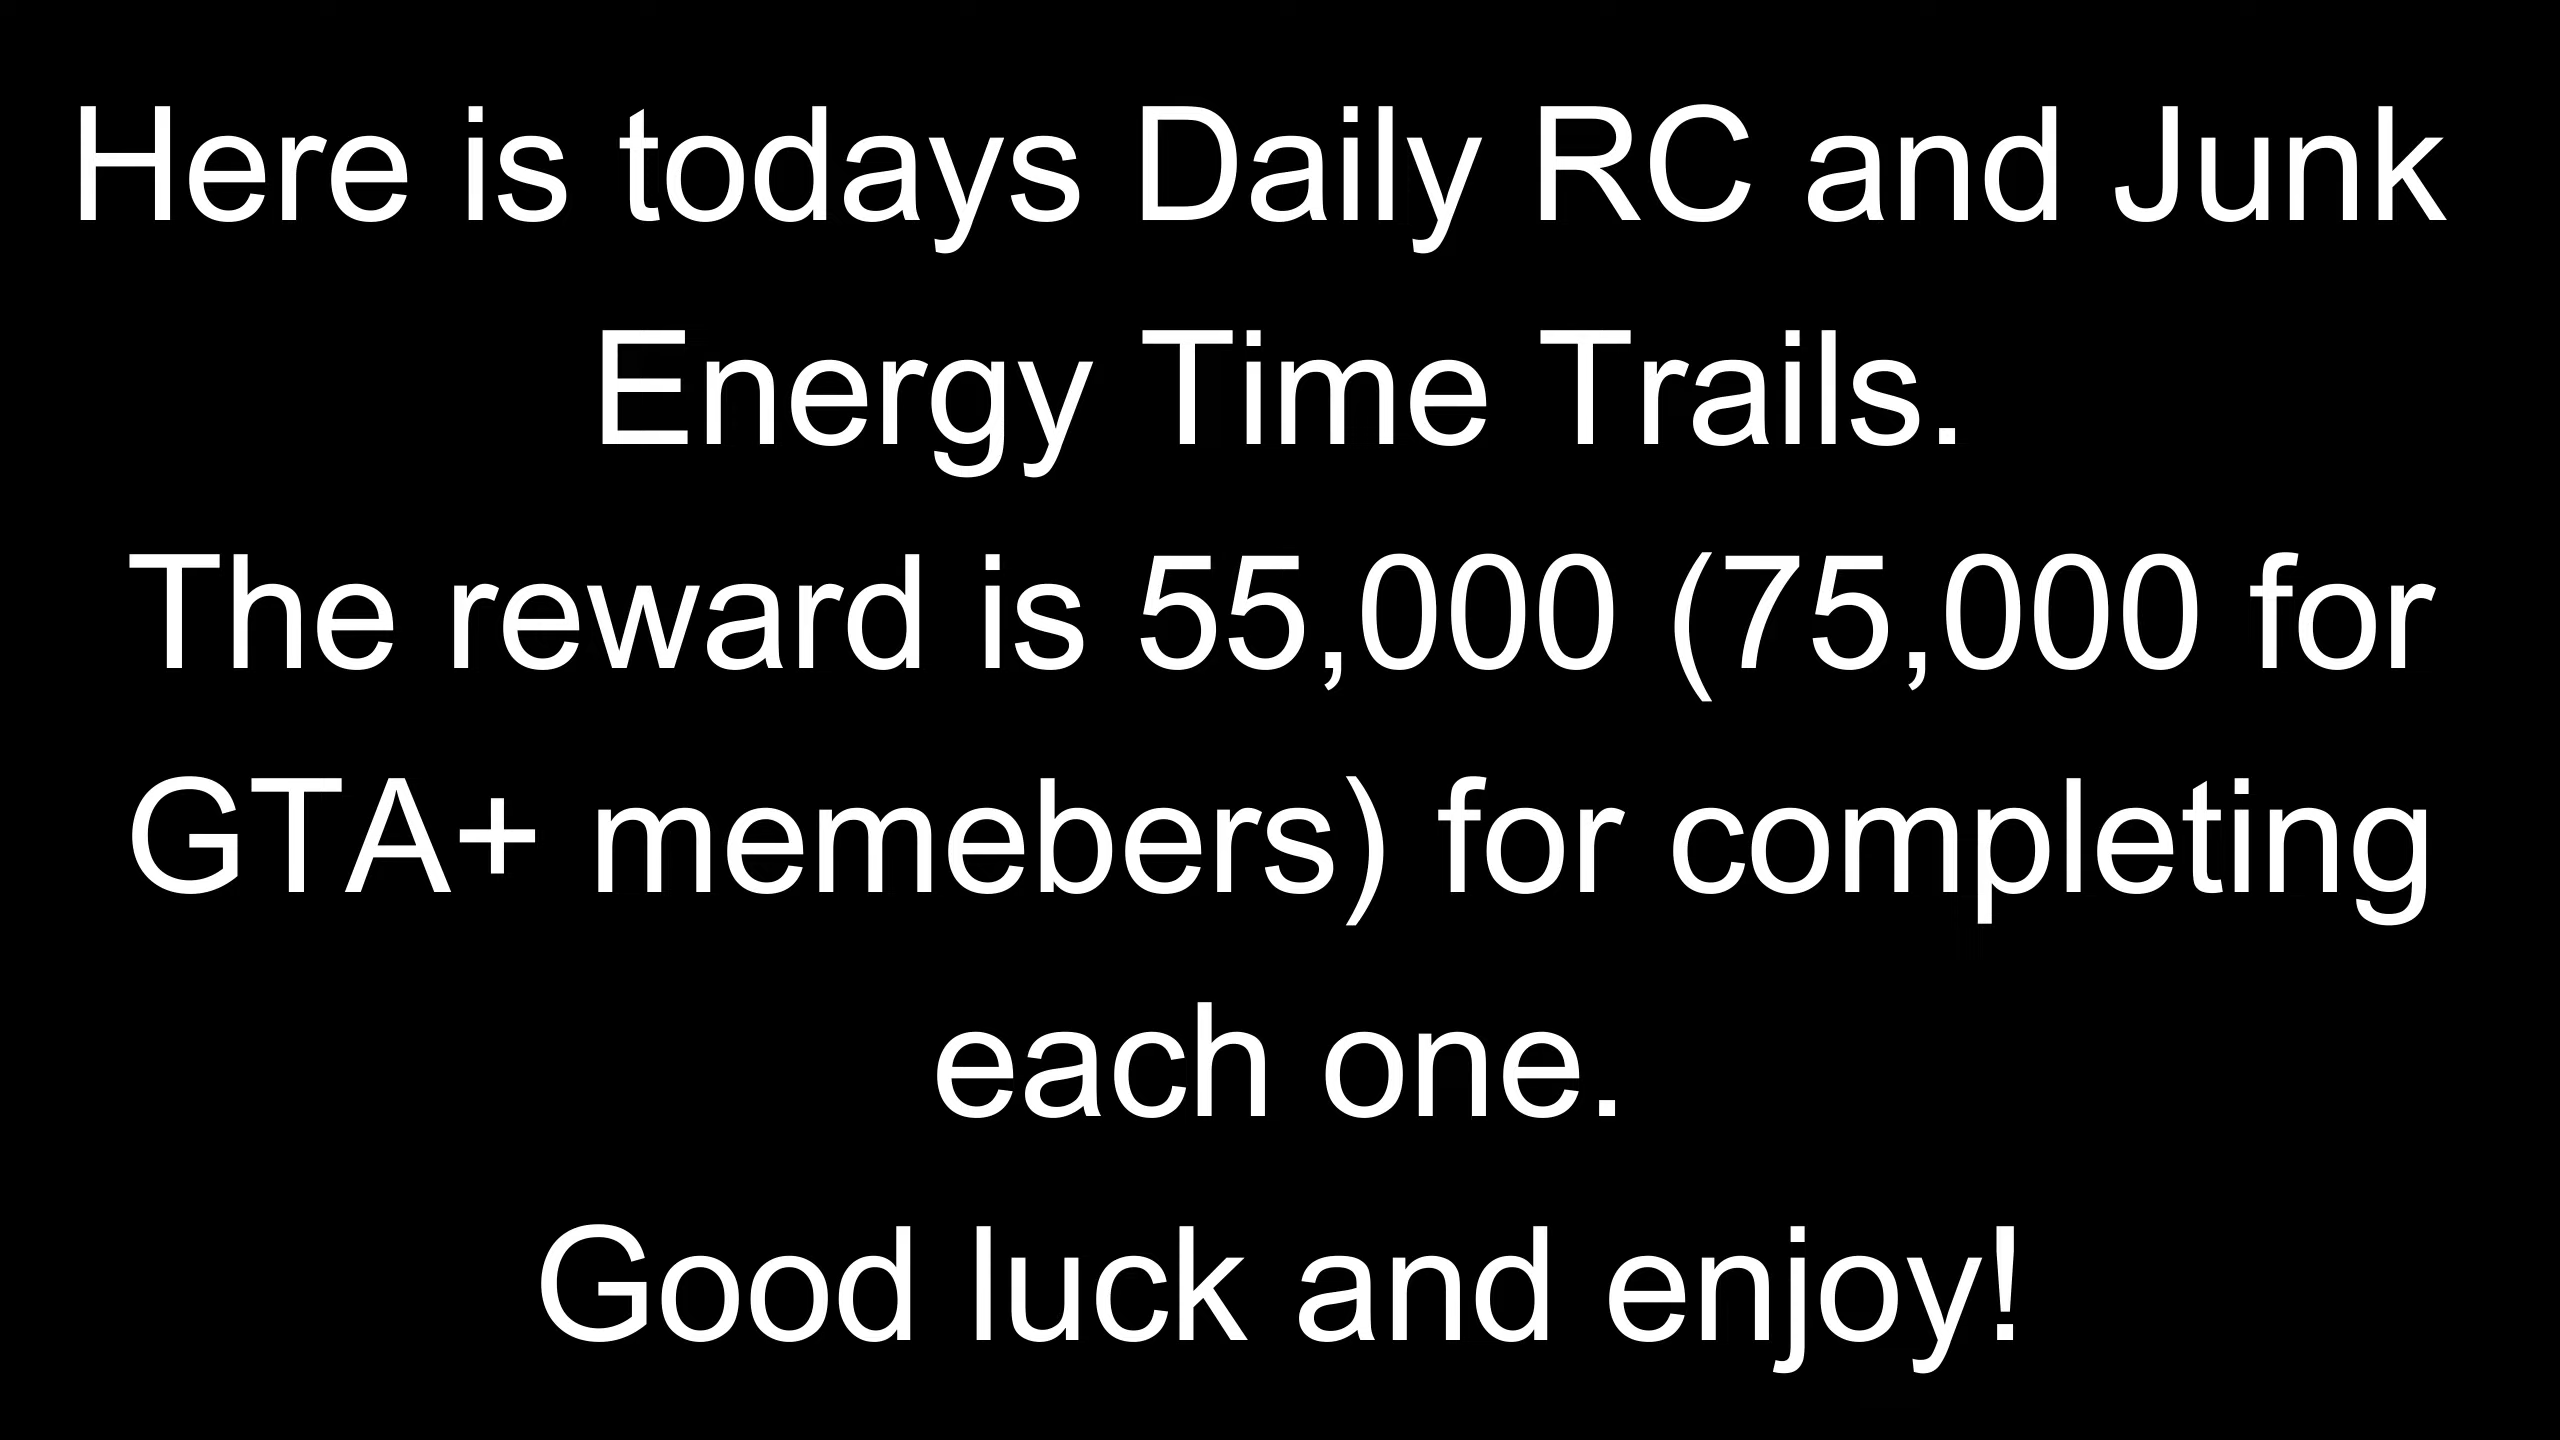 Here is todays Daily RC and Junk
Energy Time Trails.
The reward is 55,000 (75,000 for
GTA+ memebers) for completing
each one.
Good luck and enjoy!